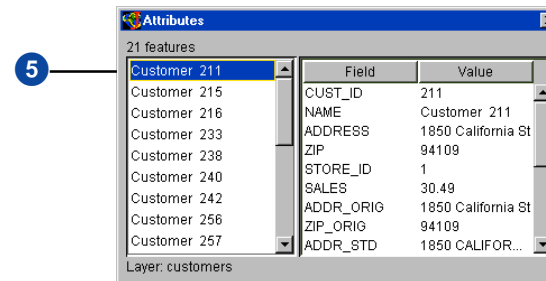 Attributes
21 features
5
Customer 211
Customer 215
Customer 216
Customer 233
Customer 238
Customer 240
Customer 242
Customer 256
Customer 257
Field Value
CUST_ID 211
NAME Customer 211
ADDRESS 1850 California St
ZIP 94109
STORE_ID 1
SALES 30.49
ADDR_ORIG 1850 California St
ZIP_ORIG 94109
ADDR_STD 1850 CALIFOR...
Layer: customers